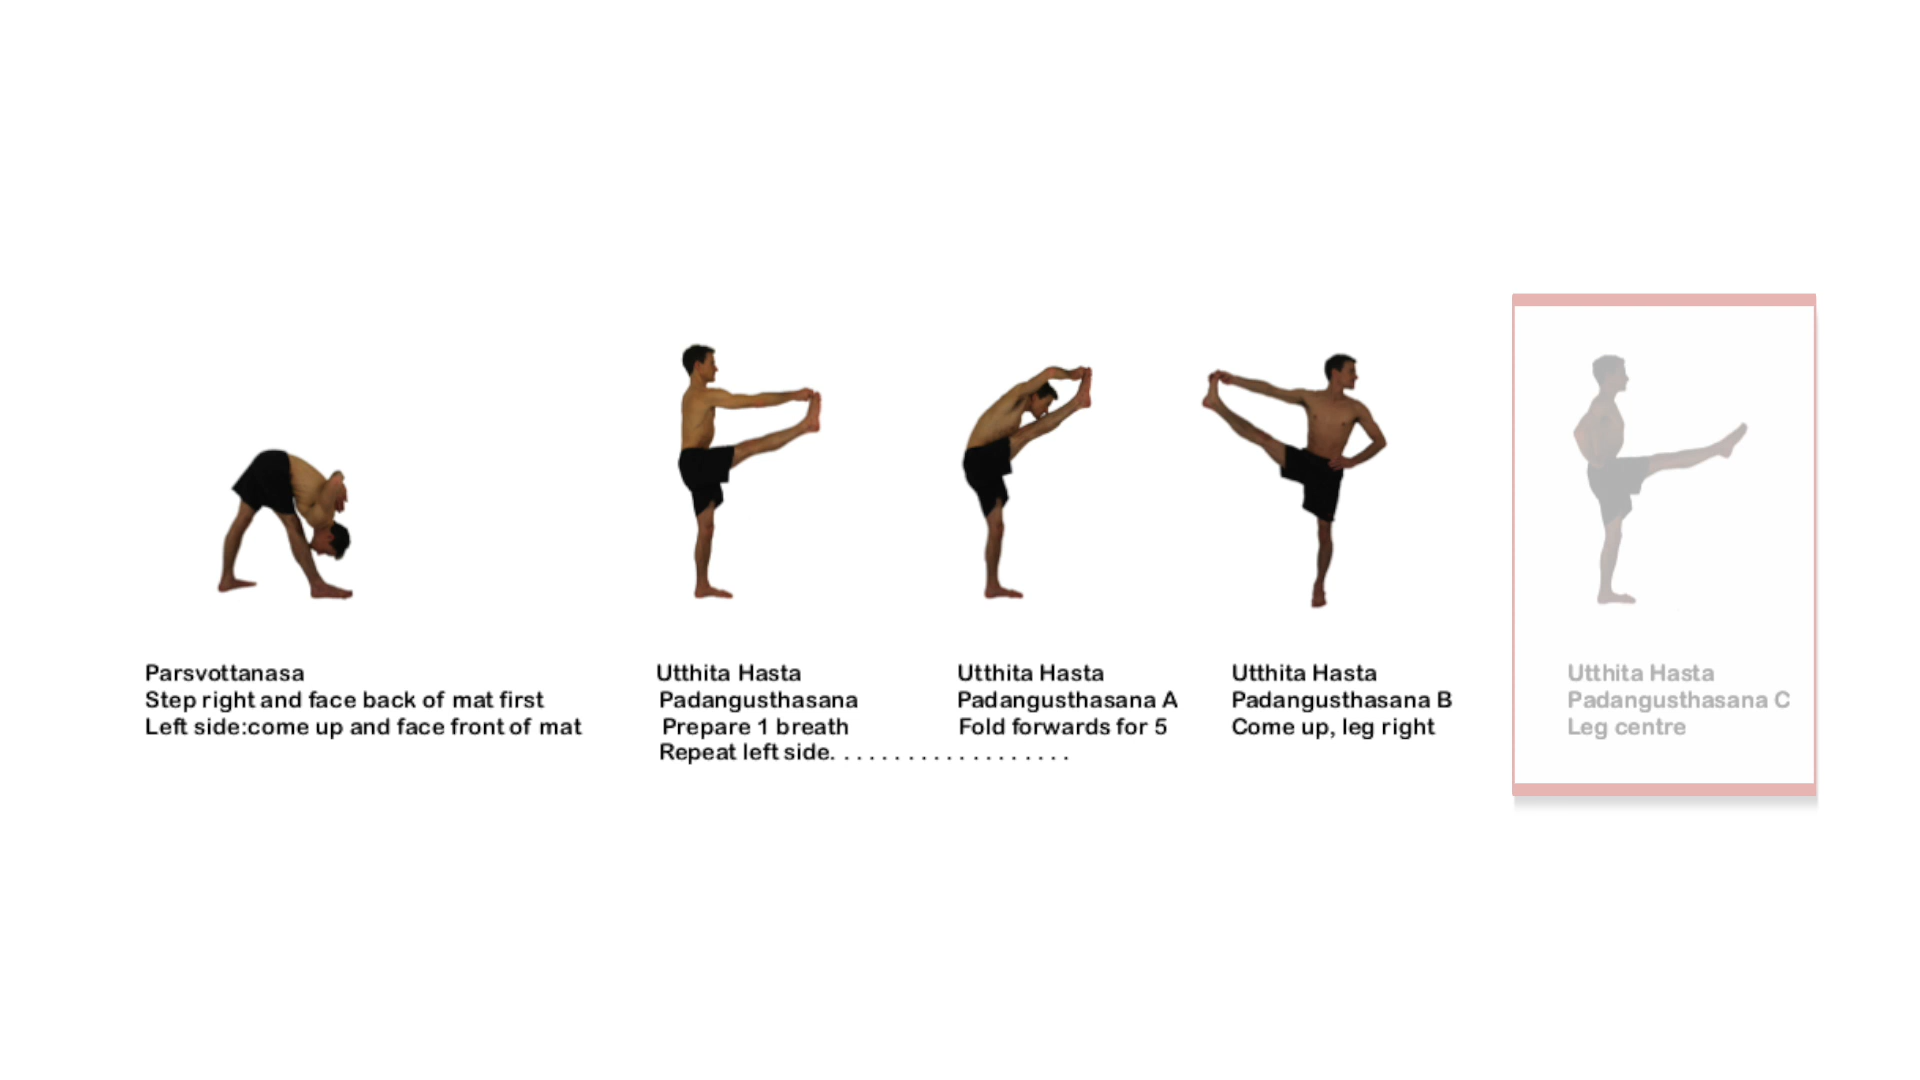 Parsvottanasa
Step right and face back of mat first
Left side:come up and face front of mat
Utthita Hasta
Padangusthasana
Prepare 1 breath
Repeat left side. . . . . . . . . . . . . . . . . . .
Utthita Hasta
Padangusthasana A
Fold forwards for 5
Utthita Hasta
Padangusthasana B
Come up, leg right
Utthita Hasta
Padangusthasana C
Leg centre